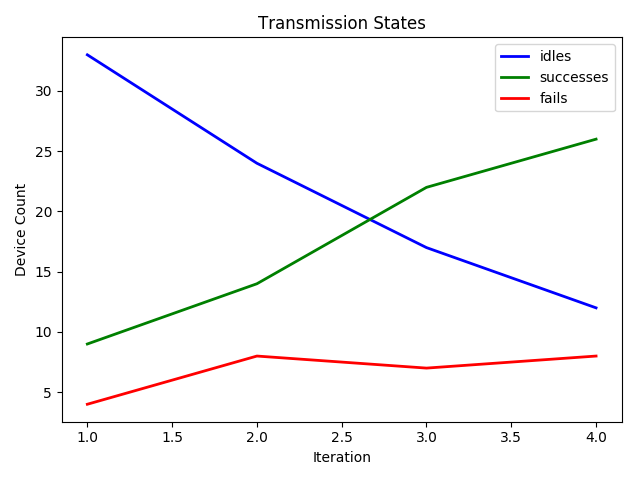 Transmission States
idles
successes
fails
Device Count
30
25
20
15
10
5
1.0 1.5 2.0 2.5 3.0 3.5 4.0
Iteration